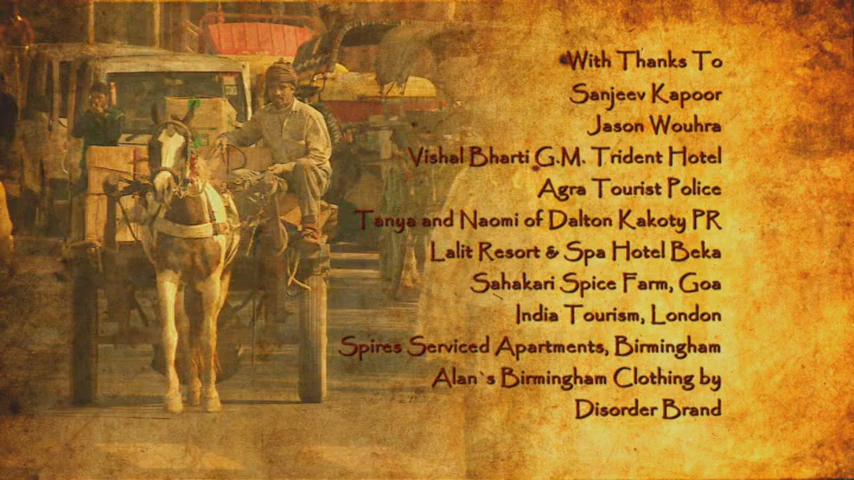 With Thanks To
Sanjeev Kapoor
Jason Wouhra
Vishal Bharti G.M. Trident Hotel
Agra Tourist Police
Tanya and Naomi of Dalton Kakoty PR
Lalit Resort & Spa Hotel Beka
Sahakari Spice Farm, Goa
India Tourism, London
Spires Serviced Apartments, Birmingham
Alan`s Birmingham Clothing by
Disorder Brand